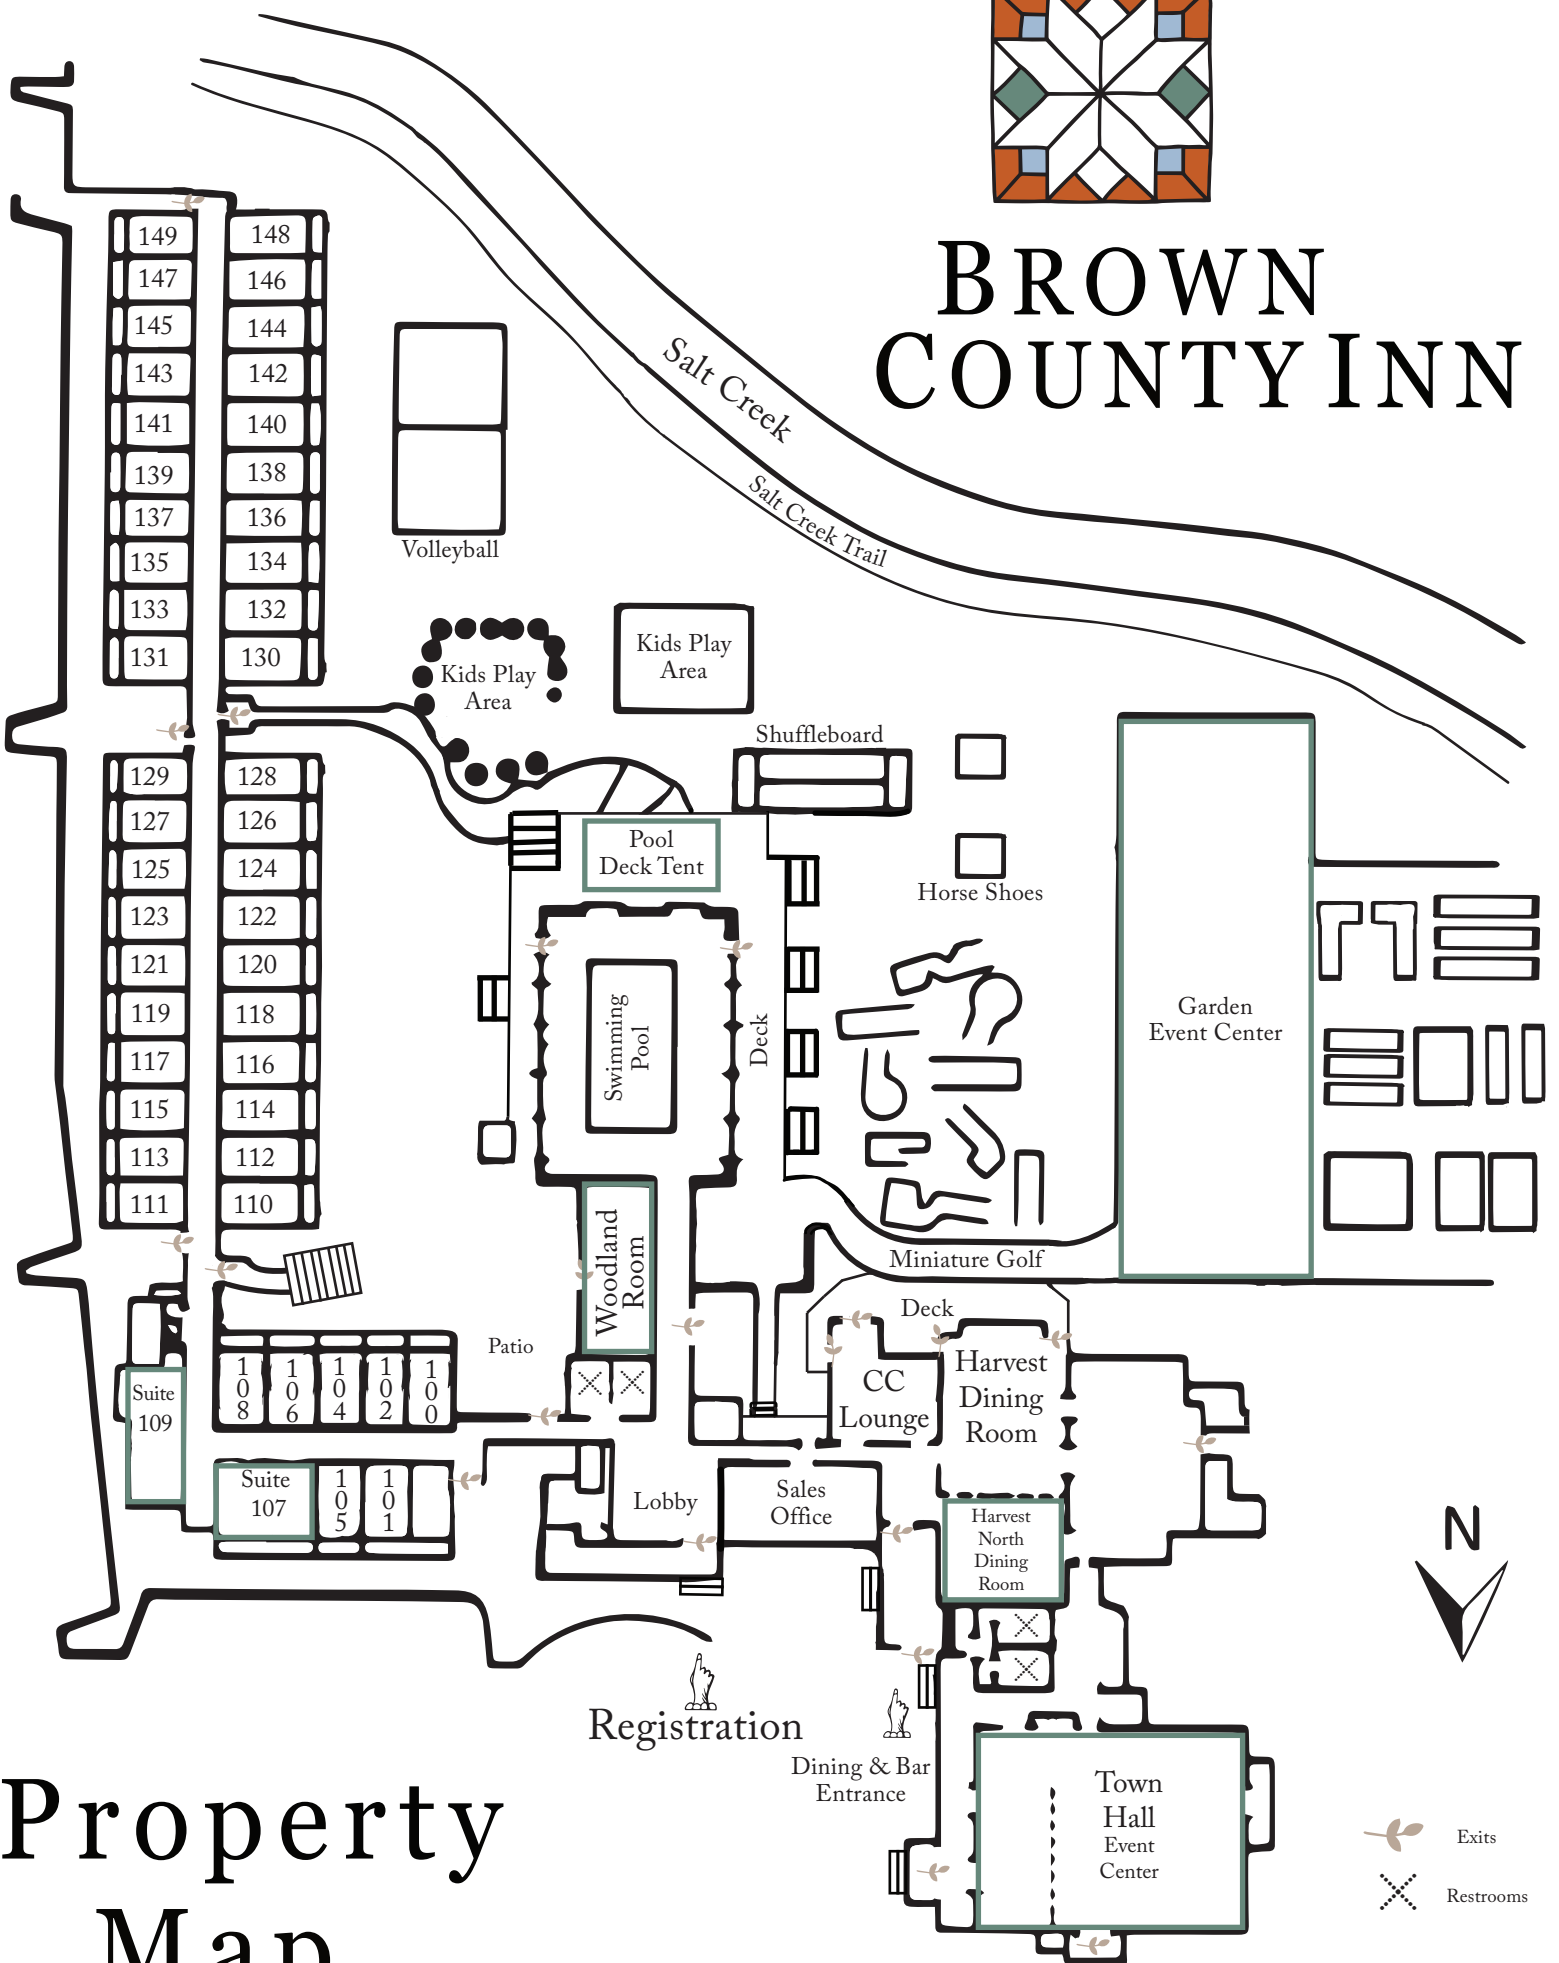 BROWN
COUNTY INN
Salt Creek
Salt Creek Trail
149
148
147
146
145
144
143
142
141
140
139
138
137
136
135
134
133
132
131
130
Volleyball
Kids Play
Area
Kids Play
Area
Shuffleboard
Horse Shoes
129
128
127
126
125
124
123
122
121
120
119
118
117
116
115
114
113
112
111
110
Pool
Deck Tent
Swimming
Pool
Deck
Garden
Event Center
Woodland
Room
Miniature Golf
Deck
Patio
CC
Lounge
Harvest
Dining
Room
Suite
109
108
106
104
102
100
Suite
107
105
101
Lobby
Sales
Office
Harvest
North
Dining
Room
N
Registration
Dining & Bar
Entrance
Town
Hall
Event
Center
Exits
Restrooms
Property
Map